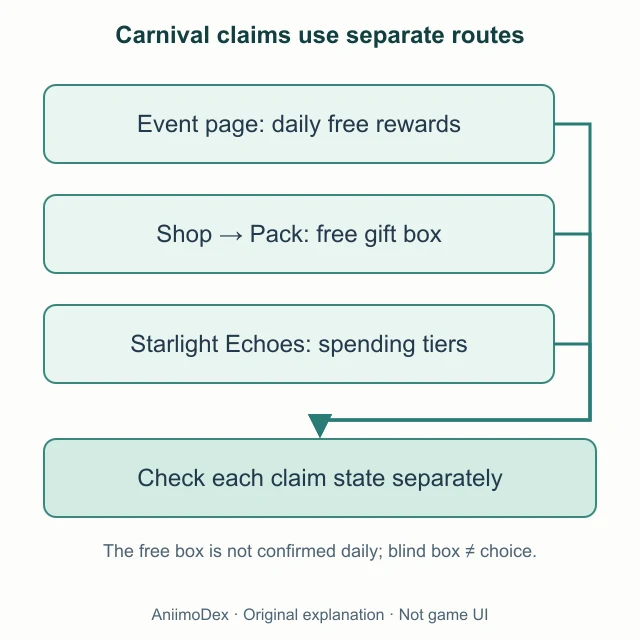 Carnival claims use separate routes
Event page: daily free rewards
Shop → Pack: free gift box
Starlight Echoes: spending tiers
Check each claim state separately
The free box is not confirmed daily; blind box ≠ choice.
AniimoDex · Original explanation · Not game UI